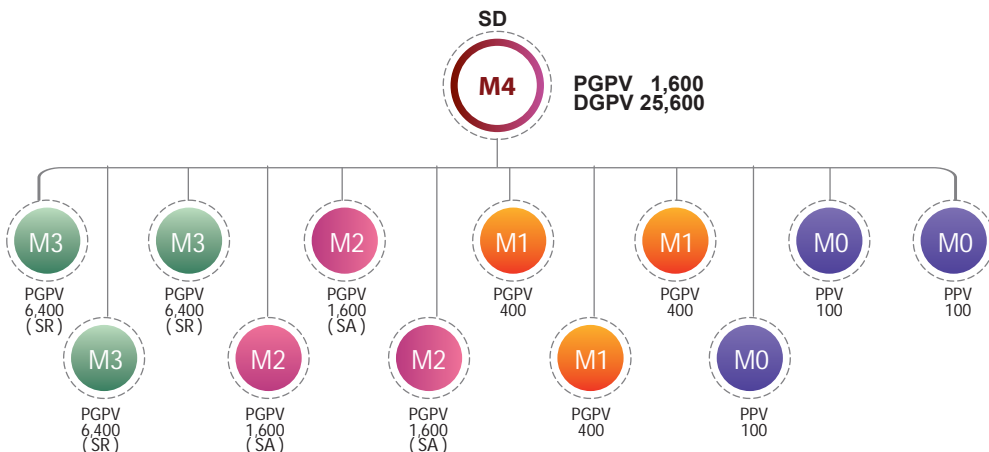 SD
M4
PGPV 1,600
DGPV 25,600
M3
M3
M2
M1
M1
M0
M0
PGPV
6,400
( SR )
PGPV
6,400
( SR )
PGPV
1,600
( SA )
PGPV
400
PGPV
400
PPV
100
PPV
100
M3
M2
M2
M1
M0
PGPV
6,400
( SR )
PGPV
1,600
( SA )
PGPV
1,600
( SA )
PGPV
400
PPV
100